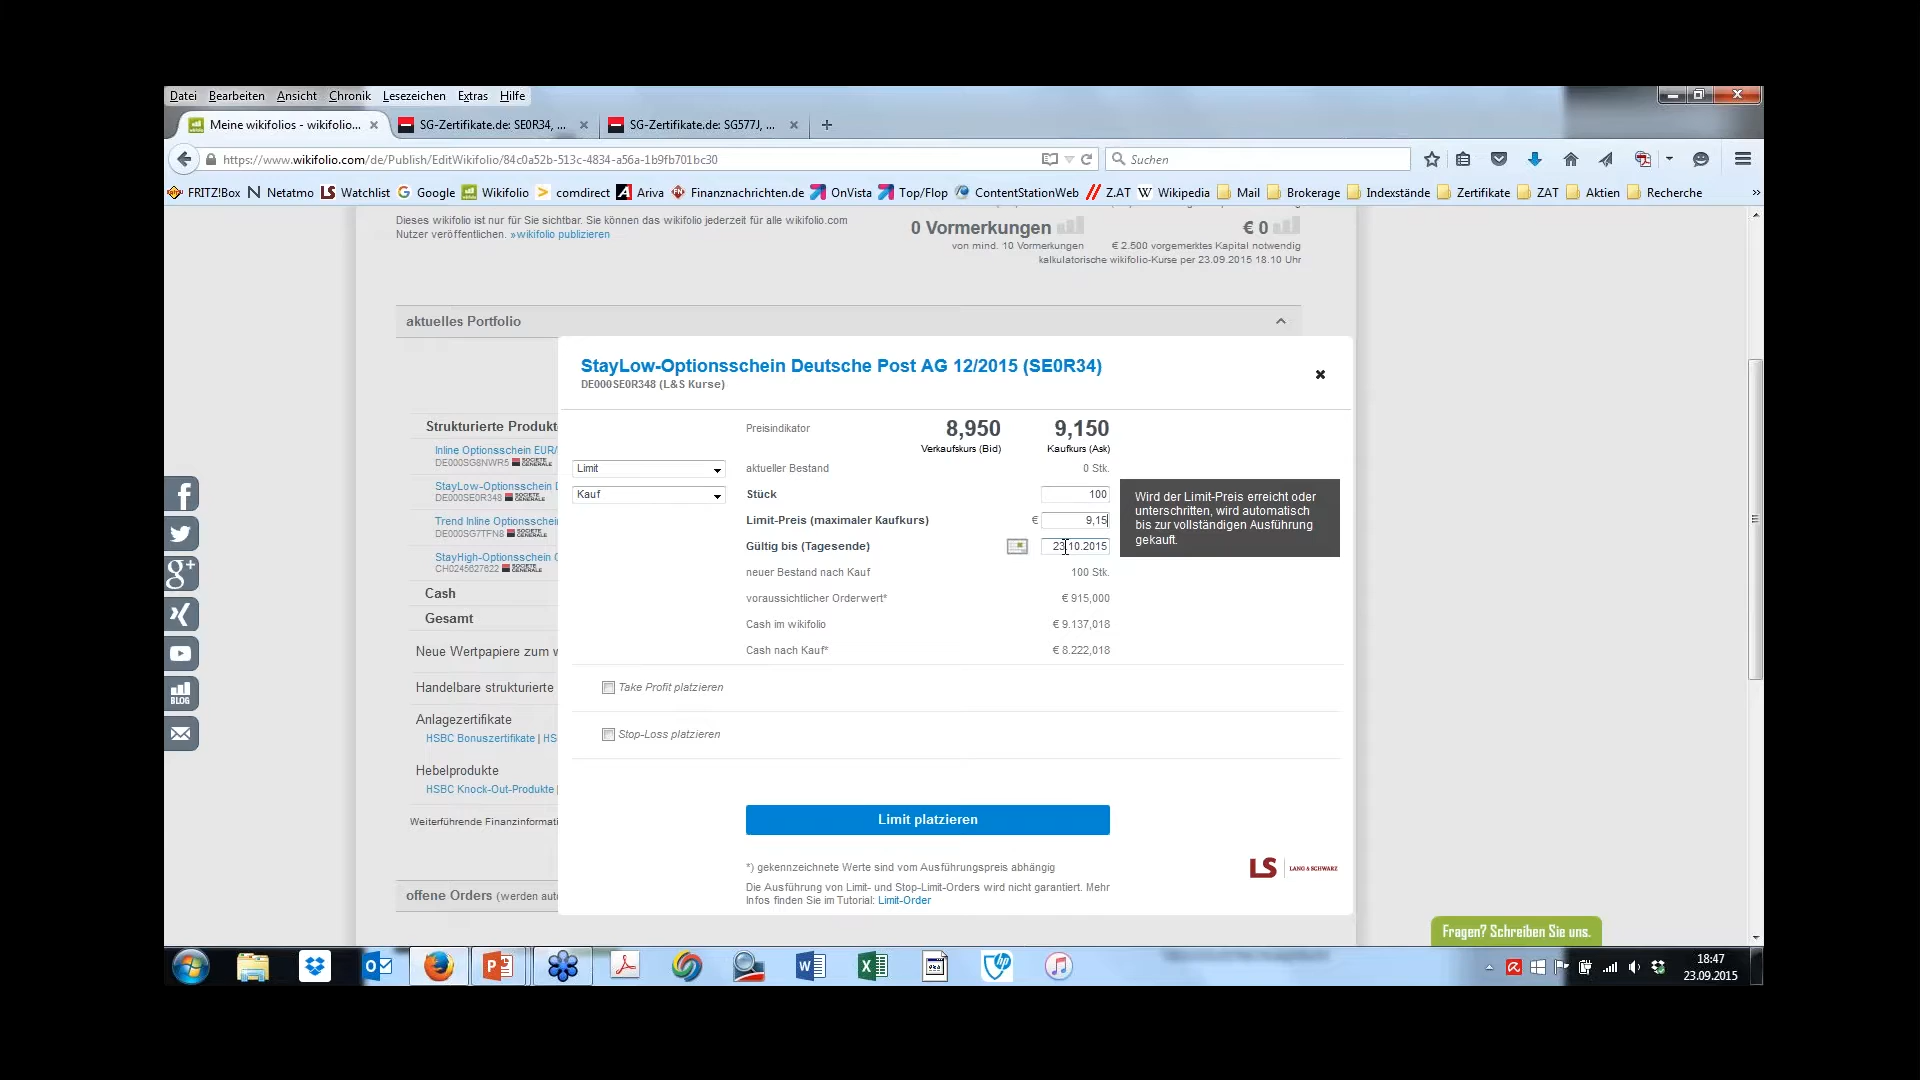 Datei Bearbeiten Ansicht Chronik Lesezeichen Extras Hilfe
Meine wikifolios - wikifolio...
SG-Zertifikate.de: SE0R34, ...
SG-Zertifikate.de: SG577J, ...
https://www.wikifolio.com/de/Publish/EditWikifolio/84c0a52b-513c-4834-a56a-1b9fb701bc30
Suchen
FRITZ!Box Netatmo Watchlist Google Wikifolio comdirect Ariva Finanznachrichten.de OnVista Top/Flop ContentStationWeb Z.AT Wikipedia Mail Brokerage Indexstände Zertifikate ZAT Aktien Recherche »
Dieses wikifolio ist nur für Sie sichtbar. Sie können das wikifolio jederzeit für alle wikifolio.com
Nutzer veröffentlichen. »wikifolio publizieren
0 Vormerkungen
von mind. 10 Vormerkungen
€ 0
€ 2.500 vorgemerktes Kapital notwendig
kalkulatorische wikifolio-Kurse per 23.09.2015 18.10 Uhr
aktuelles Portfolio
Strukturierte Produkt
Inline Optionsschein EUR/
DE000SG8NWR5 SOCIETE GENERALE
StayLow-Optionsschein D
DE000SE0R348 SOCIETE GENERALE
Trend Inline Optionsschei
DE000SG7TFN8 SOCIETE GENERALE
StayHigh-Optionsschein
CH0245627622 SOCIETE GENERALE
Cash
Gesamt
Neue Wertpapiere zum w
Handelbare strukturierte
Anlagezertifikate
HSBC Bonuszertifikate | HS
Hebelprodukte
HSBC Knock-Out-Produkte
Weiterführende Finanzinformati
offene Orders (werden auto
StayLow-Optionsschein Deutsche Post AG 12/2015 (SE0R34)
DE000SE0R348 (L&S Kurse)
Preisindikator 8,950 9,150
Verkaufskurs (Bid) Kaufkurs (Ask)
Limit
aktueller Bestand 0 Stk.
Kauf
Stück 100
Limit-Preis (maximaler Kaufkurs) € 9,15
Gültig bis (Tagesende) 23.10.2015
neuer Bestand nach Kauf 100 Stk.
voraussichtlicher Orderwert* € 915,000
Cash im wikifolio € 9.137,018
Cash nach Kauf* € 8.222,018
Wird der Limit-Preis erreicht oder
unterschritten, wird automatisch
bis zur vollständigen Ausführung
gekauft.
Take Profit platzieren
Stop-Loss platzieren
Limit platzieren
*) gekennzeichnete Werte sind vom Ausführungspreis abhängig
LS LANG & SCHWARZ
Die Ausführung von Limit- und Stop-Limit-Orders wird nicht garantiert. Mehr
Infos finden Sie im Tutorial: Limit-Order
BLOG
Fragen? Schreiben Sie uns.
18:47
23.09.2015